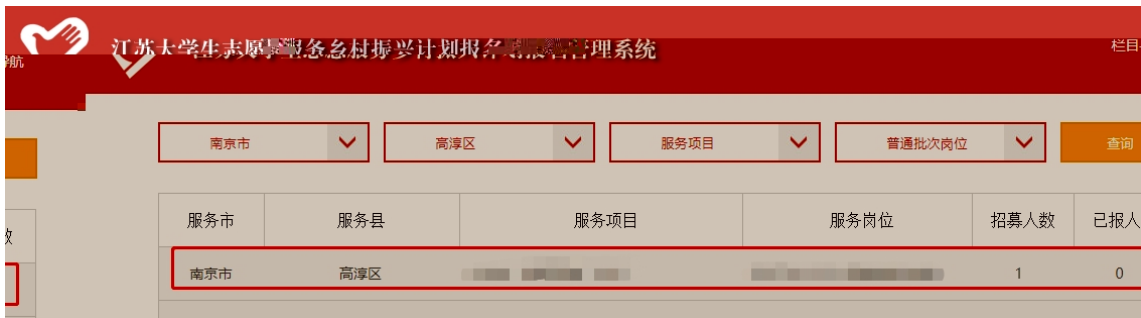 江苏大学生志愿服务乡村振兴计划报名 管理系统
航
栏目
南京市 高淳区 服务项目 普通批次岗位 查询
服务市 服务县 服务项目 服务岗位 招募人数 已报人
数
南京市 高淳区 1 0